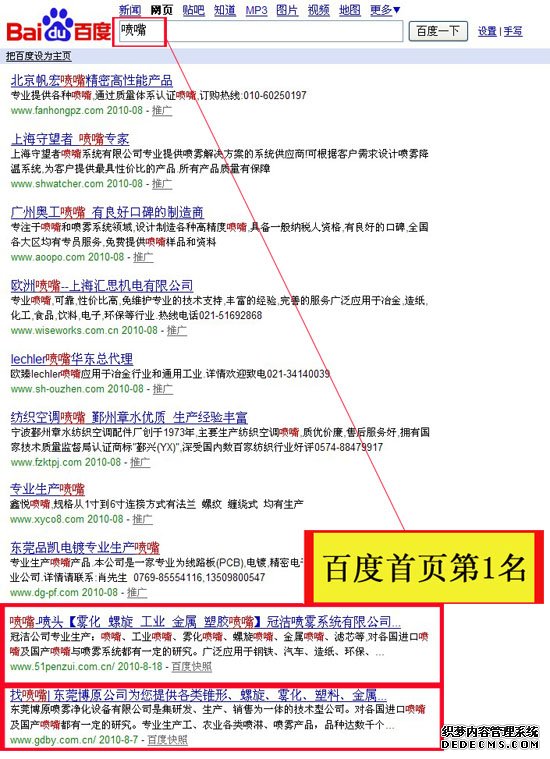 新闻 网页 贴吧 知道 MP3 图片 视频 地图 更多▼
Bai du 百度
喷嘴
百度一下
设置 | 手写
把百度设为主页
北京帆宏喷嘴精密高性能产品
专业提供各种喷嘴,通过质量体系认证喷嘴,订购热线:010-60250197
www.fanhongpz.com 2010-08 - 推广
上海守望者 喷嘴专家
上海守望者喷嘴系统有限公司专业提供喷雾解决方案的系统供应商!可根据客户需求设计喷雾降
温系统,为客户提供最具性价比的产品.所有产品质量有保障
www.shwatcher.com 2010-08 - 推广
广州奥工喷嘴 有良好口碑的制造商
专注于喷嘴和喷雾系统领域,设计制造各种高精度喷嘴,具备一般纳税人资格,有良好的口碑,全国
各大区均有专员服务,免费提供喷嘴样品和资料
www.aoopo.com 2010-08 - 推广
欧洲喷嘴--上海汇思机电有限公司
专业喷嘴,可靠,性价比高,免维护专业的技术支持,丰富的经验,完善的服务广泛应用于冶金,造纸,
化工,食品,饮料,电子,环保等行业.热线电话021-51692868
www.wiseworks.com.cn 2010-08 - 推广
lechler喷嘴华东总代理
欧臻lechler喷嘴应用于冶金行业和通用工业.详情欢迎致电021-34140039
www.sh-ouzhen.com 2010-08 - 推广
纺织空调喷嘴 鄞州章水优质 生产经验丰富
宁波鄞州章水纺织空调配件厂创于1973年,主要生产纺织空调喷嘴,质优价廉,售后服务好,拥有国
家技术质量监督局认证商标"鄞兴(YX)",深受国内数百家纺织行业好评0574-88479917
www.fzktpj.com 2010-08 - 推广
专业生产喷嘴
鑫悦喷嘴,规格从1寸到6寸连接方式有法兰 螺纹 缠绕式 均有生产
www.xyco8.com 2010-08 - 推广
东莞品凯电镀专业生产喷嘴
专业生产喷嘴产品.本公司是一家专业为线路板(PCB),电镀,精密电子
业公司.详情请联系:肖先生 0769-85554116,13509800547
www.dg-pf.com 2010-08 - 推广
百度首页第1名
喷嘴-喷头【雾化 螺旋 工业 金属 塑胶喷嘴】冠沽喷雾系统有限公司...
冠沽公司专业生产：喷嘴、工业喷嘴、雾化喷嘴、螺旋喷嘴、金属喷嘴、滤芯等,对各国进口喷
嘴及国产喷嘴与喷雾系统都有一定的研究。广泛应用于钢铁、汽车、造纸、环保、...
www.51penzui.com.cn/ 2010-8-18 - 百度快照
找喷嘴| 东莞博原公司为您提供各类锥形、螺旋、雾化、塑料、金属...
东莞博原喷雾净化设备有限公司是集研发、生产、销售为一体的技术型公司。对各国进口喷嘴
及国产喷嘴都有一定的研究。专业生产工、农业各类喷淋、喷雾产品，品种达数千个...
www.gdby.com.cn/ 2010-8-7 - 百度快照
织梦内容管理系统
DEDECMS.COM